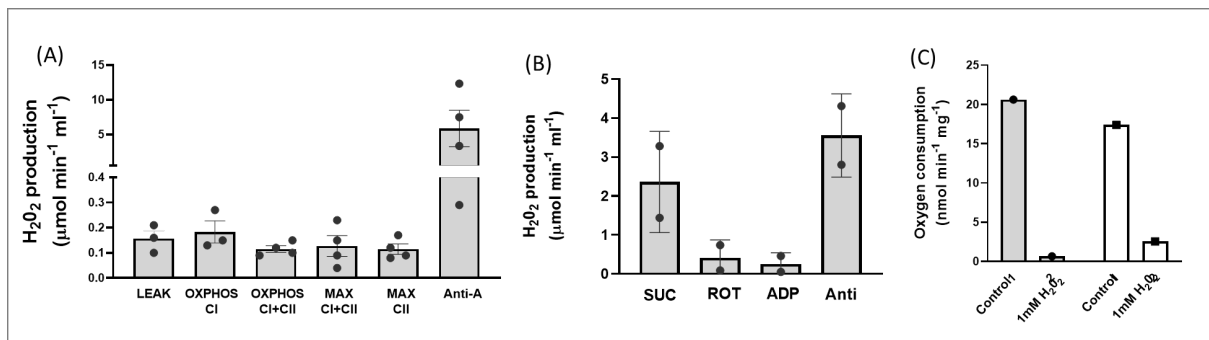 (A)
H₂0₂ production
(μmol min⁻¹ ml⁻¹)
15
10
5
0.4
0.3
0.2
0.1
0.0
LEAK
OXPHOS
CI
OXPHOS
CI+CII
MAX
CI+CII
MAX
CII
Anti-A
(B)
H₂0₂ production
(μmol min⁻¹ ml⁻¹)
5
4
3
2
1
0
SUC
ROT
ADP
Anti
(C)
Oxygen consumption
(nmol min⁻¹ mg⁻¹)
25
20
15
10
5
0
Control
1mM H₂0₂
Control
1mM H₂0₂